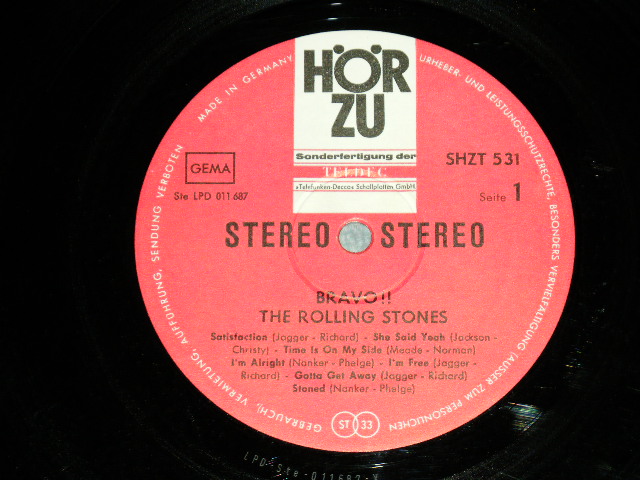 HÖR
ZU
Sonderfertigung der
TELDEC
»Telefunken-Decca« Schallplatten GmbH.
GEMA
Ste LPD 011 687
SHZT 531
Seite 1
STEREO STEREO
BRAVO!!
THE ROLLING STONES
Satisfaction (Jagger - Richard) - She Said Yeah (Jackson -
Christy) - Time Is On My Side (Meade - Norman)
I'm Alright (Nanker - Phelge) - I'm Free (Jagger -
Richard) - Gotta Get Away (Jagger - Richard)
Stoned (Nanker - Phelge)
ST 33
MADE IN GERMANY
URHEBER- UND LEISTUNGSSCHUTZRECHTE, BESONDERS VERVIELFÄLTIGUNG (AUSSER ZUM PERSÖNLICHEN GEBRAUCH), VERMIETUNG, AUFFÜHRUNG, SENDUNG VERBOTEN